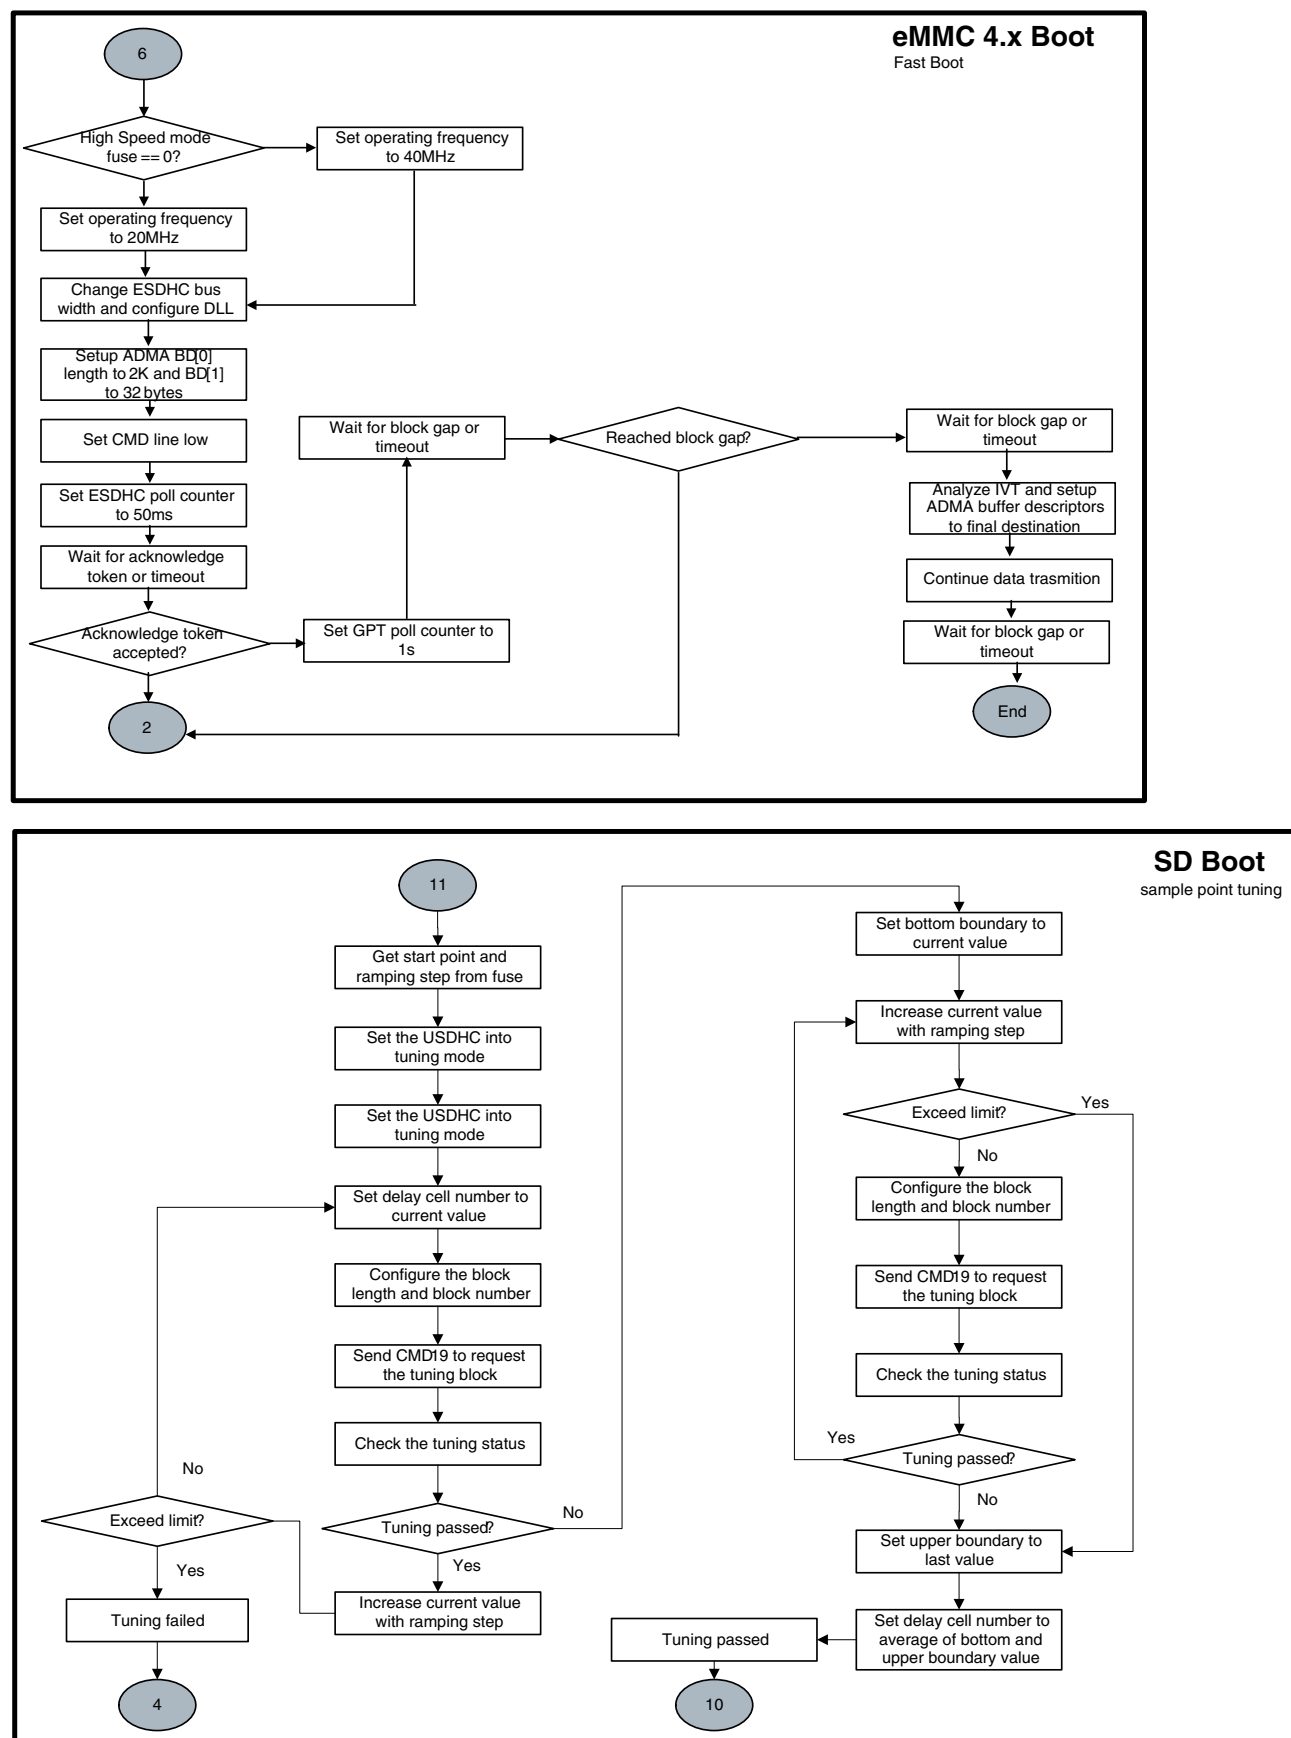 eMMC 4.x Boot
Fast Boot
6
High Speed mode
fuse == 0?
Set operating frequency
to 40MHz
Set operating frequency
to 20MHz
Change ESDHC bus
width and configure DLL
Setup ADMA BD[0]
length to 2K and BD[1]
to 32 bytes
Set CMD line low
Set ESDHC poll counter
to 50ms
Wait for acknowledge
token or timeout
Acknowledge token
accepted?
2
Set GPT poll counter to
1s
Wait for block gap or
timeout
Reached block gap?
Wait for block gap or
timeout
Analyze IVT and setup
ADMA buffer descriptors
to final destination
Continue data trasmition
Wait for block gap or
timeout
End
SD Boot
sample point tuning
11
Get start point and
ramping step from fuse
Set the USDHC into
tuning mode
Set the USDHC into
tuning mode
Set delay cell number to
current value
Configure the block
length and block number
Send CMD19 to request
the tuning block
Check the tuning status
Tuning passed?
No
Yes
Increase current value
with ramping step
No
Exceed limit?
Yes
Tuning failed
4
Set bottom boundary to
current value
Increase current value
with ramping step
Exceed limit?
Yes
No
Configure the block
length and block number
Send CMD19 to request
the tuning block
Check the tuning status
Yes
Tuning passed?
No
Set upper boundary to
last value
Set delay cell number to
average of bottom and
upper boundary value
Tuning passed
10